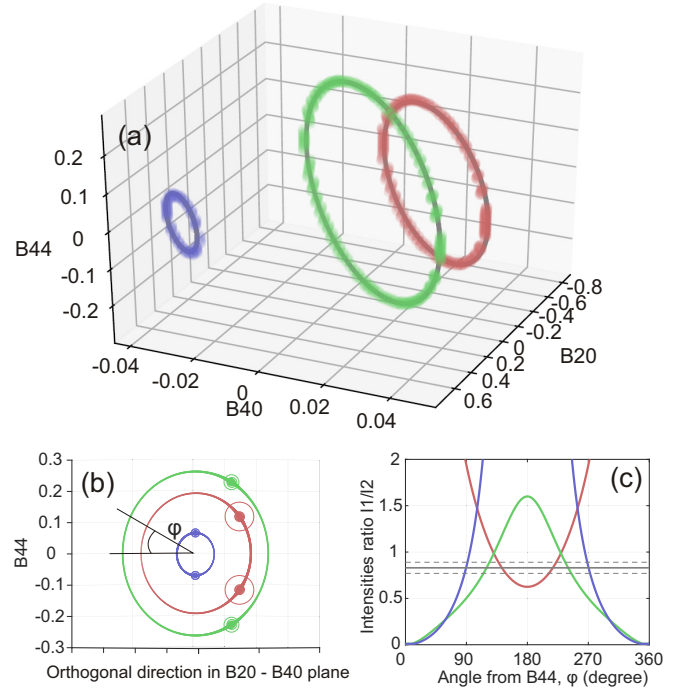 (a)
0.2
0.1
0
-0.1
-0.2
B44
-0.04
-0.02
0
0.02
0.04
B40
-0.8
-0.6
-0.4
-0.2
0
0.2
0.4
0.6
B20
(b)
0.3
0.2
0.1
0
-0.1
-0.2
-0.3
B44
φ
Orthogonal direction in B20 - B40 plane
(c)
2
1.5
1
0.5
0
Intensities ratio I1/I2
0 90 180 270 360
Angle from B44, φ (degree)